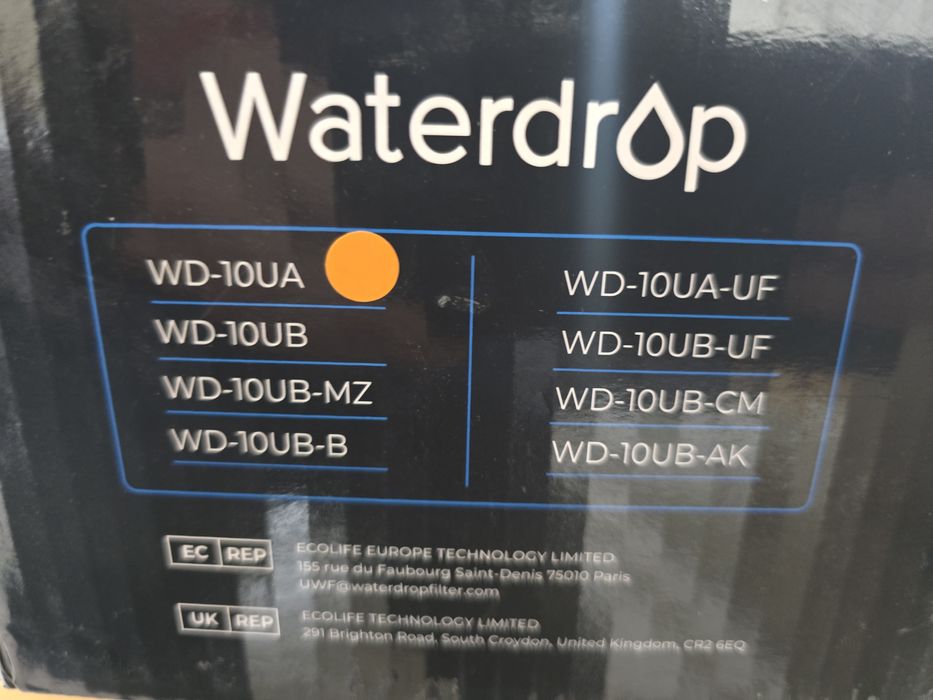 Waterdrop
WD-10UA
WD-10UB
WD-10UB-MZ
WD-10UB-B
WD-10UA-UF
WD-10UB-UF
WD-10UB-CM
WD-10UB-AK
EC REP
ECOLIFE EUROPE TECHNOLOGY LIMITED
155 rue du Faubourg Saint-Denis 75010 Paris
UWF@waterdropfilter.com
UK REP
ECOLIFE TECHNOLOGY LIMITED
291 Brighton Road, South Croydon, United Kingdom, CR2 6EQ